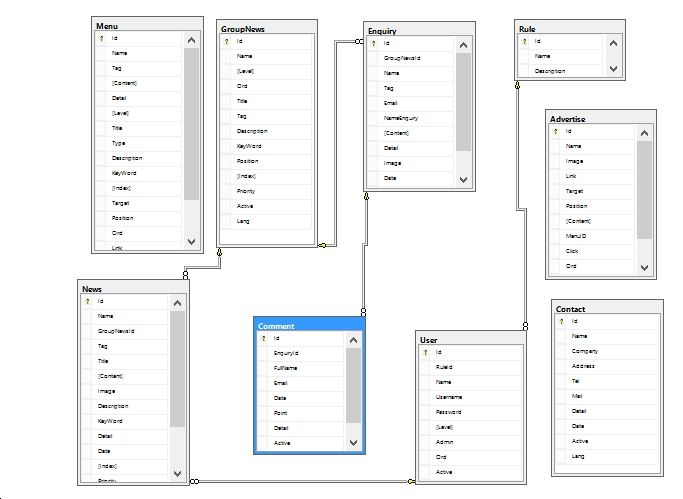 Menu
Id
Name
Tag
[Content]
Detail
[Level]
Title
Type
Description
KeyWord
[Index]
Target
Position
Ord
Link
GroupNews
Id
Name
[Level]
Ord
Title
Tag
Description
KeyWord
Position
[Index]
Priority
Active
Lang
Enquiry
Id
GroupNewsId
Name
Tag
Email
NameEnquiry
[Content]
Detail
Image
Date
Rule
Id
Name
Description
Advertise
Id
Name
Image
Link
Target
Position
[Content]
MenuID
Click
Ord
News
Id
Name
GroupNewsId
Tag
Title
[Content]
Image
Description
KeyWord
Detail
Date
[Index]
Priority
Comment
Id
EnquiryId
FullName
Email
Date
Point
Detail
Active
User
Id
RuleId
Name
Username
Password
[Level]
Admin
Ord
Active
Contact
Id
Name
Company
Address
Tel
Mail
Detail
Date
Active
Lang